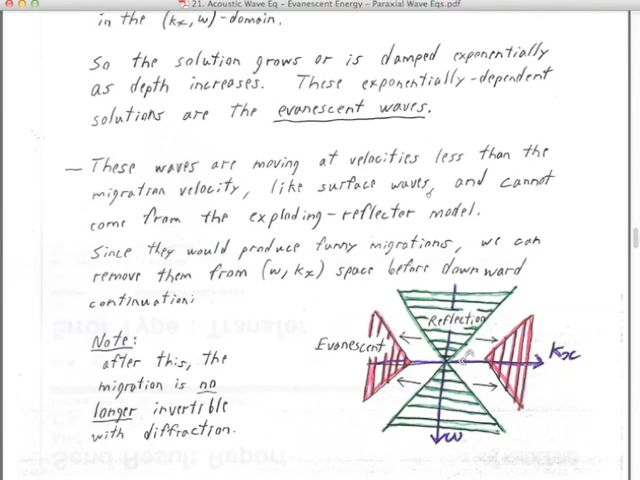 21. Acoustic Wave Eq - Evanescent Energy - Paraxial Wave Eqs.pdf
in the (kx, w)-domain.
So the solution grows or is damped exponentially
as depth increases. These exponentially-dependent
solutions are the evanescent waves.
— These waves are moving at velocities less than the
migration velocity, like surface waves, and cannot
come from the exploding-reflector model.
Since they would produce funny migrations, we can
remove them from (w, kx) space before downward
continuation:
Note:
after this, the
migration is no
longer invertible
with diffraction.
Reflection
Evanescent
kx
w